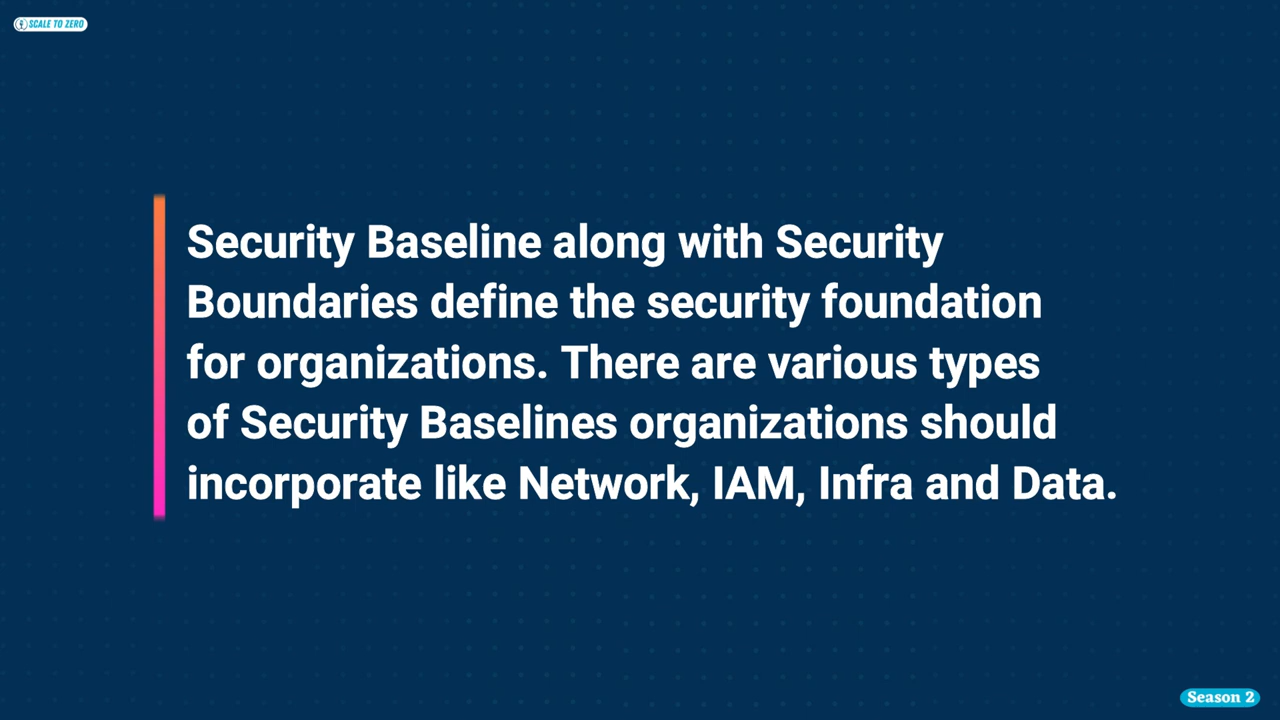 SCALE TO ZERO
Security Baseline along with Security
Boundaries define the security foundation
for organizations. There are various types
of Security Baselines organizations should
incorporate like Network, IAM, Infra and Data.
Season 2